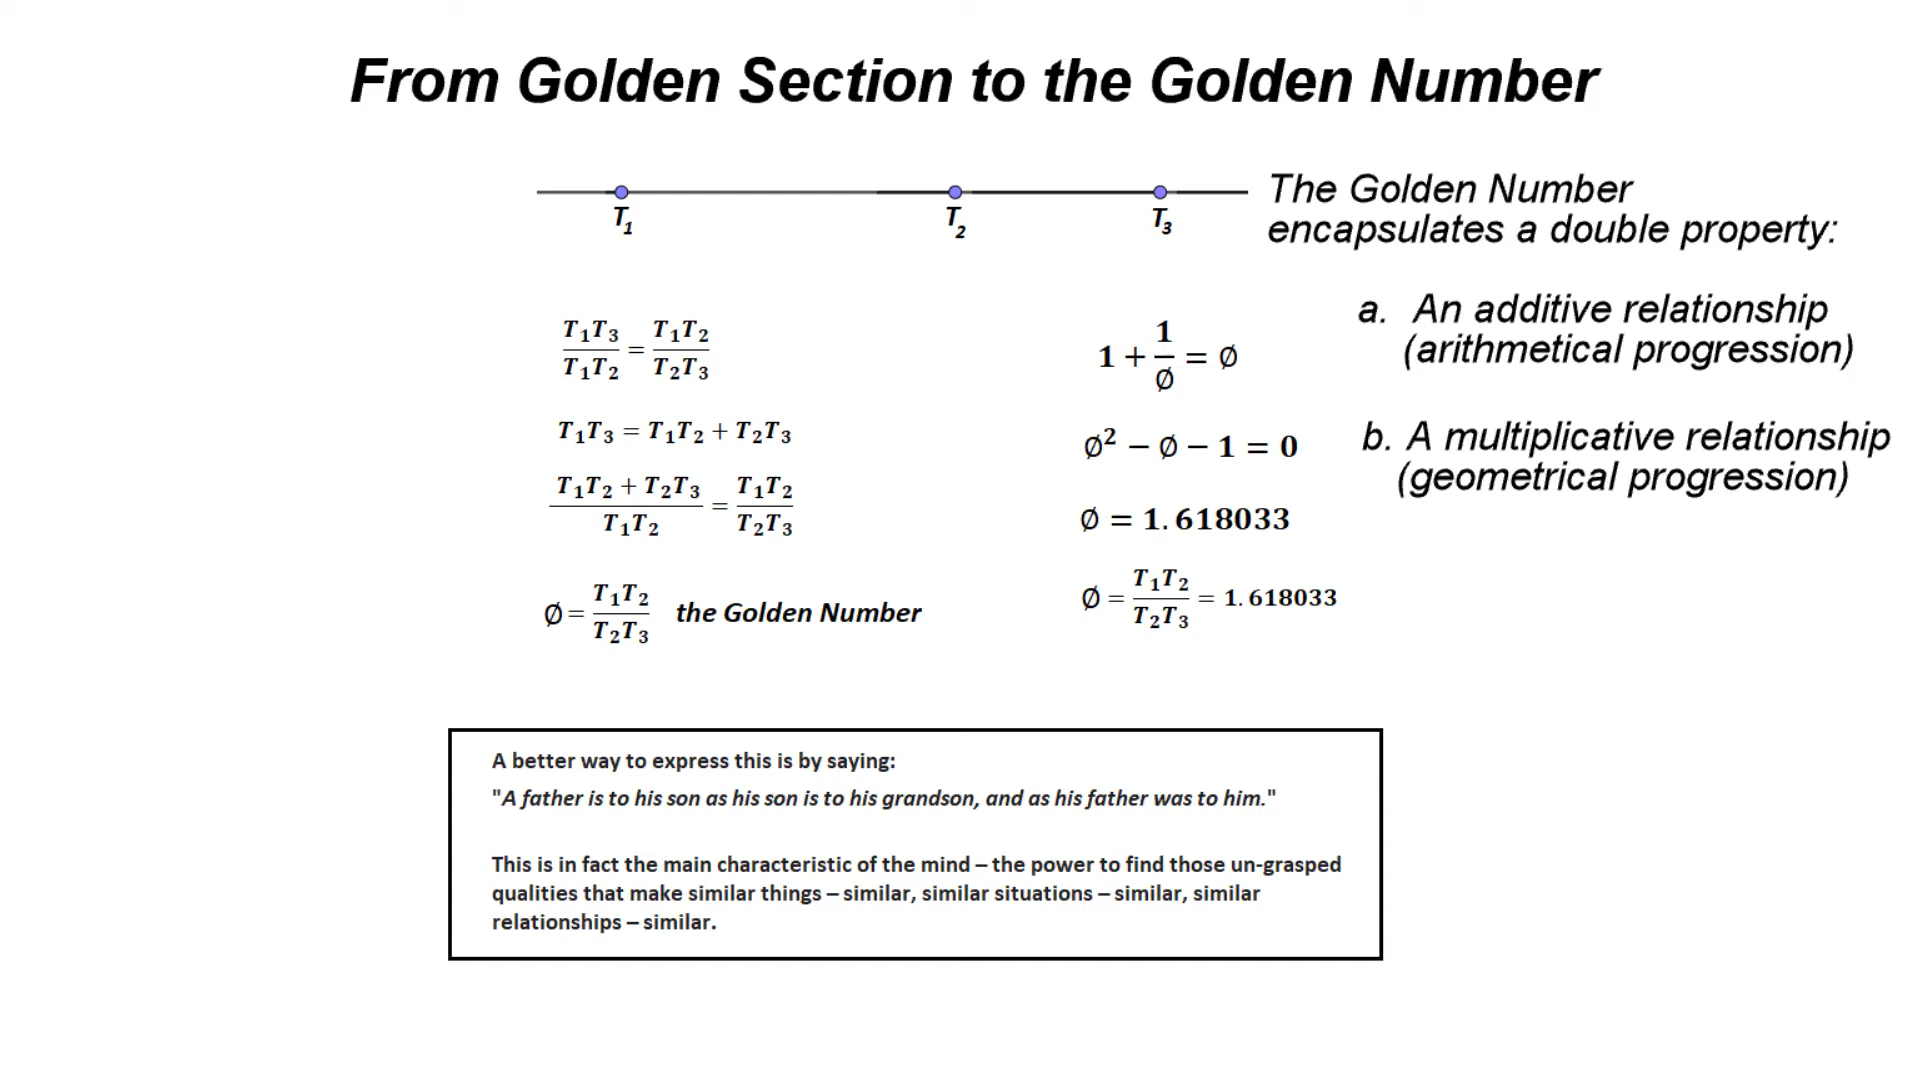 From Golden Section to the Golden Number
T₁ T₂ T₃
The Golden Number
encapsulates a double property:
a. An additive relationship
(arithmetical progression)
b. A multiplicative relationship
(geometrical progression)
T₁T₃/T₁T₂ = T₁T₂/T₂T₃
T₁T₃ = T₁T₂ + T₂T₃
(T₁T₂ + T₂T₃)/T₁T₂ = T₁T₂/T₂T₃
∅ = T₁T₂/T₂T₃ the Golden Number
1 + 1/∅ = ∅
∅² − ∅ − 1 = 0
∅ = 1.618033
∅ = T₁T₂/T₂T₃ = 1.618033
A better way to express this is by saying:
"A father is to his son as his son is to his grandson, and as his father was to him."
This is in fact the main characteristic of the mind – the power to find those un-grasped
qualities that make similar things – similar, similar situations – similar, similar
relationships – similar.